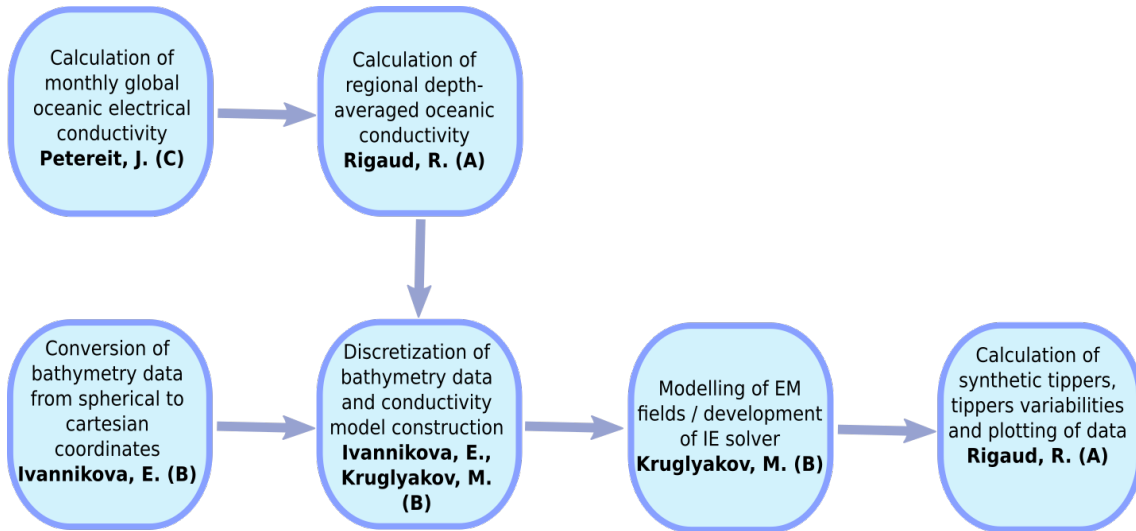 Calculation of
monthly global
oceanic electrical
conductivity
Petereit, J. (C)
Calculation of
regional depth-
averaged oceanic
conductivity
Rigaud, R. (A)
Conversion of
bathymetry data
from spherical to
cartesian
coordinates
Ivannikova, E. (B)
Discretization of
bathymetry data
and conductivity
model construction
Ivannikova, E.,
Kruglyakov, M.
(B)
Modelling of EM
fields / development
of IE solver
Kruglyakov, M. (B)
Calculation of
synthetic tippers,
tippers variabilities
and plotting of data
Rigaud, R. (A)